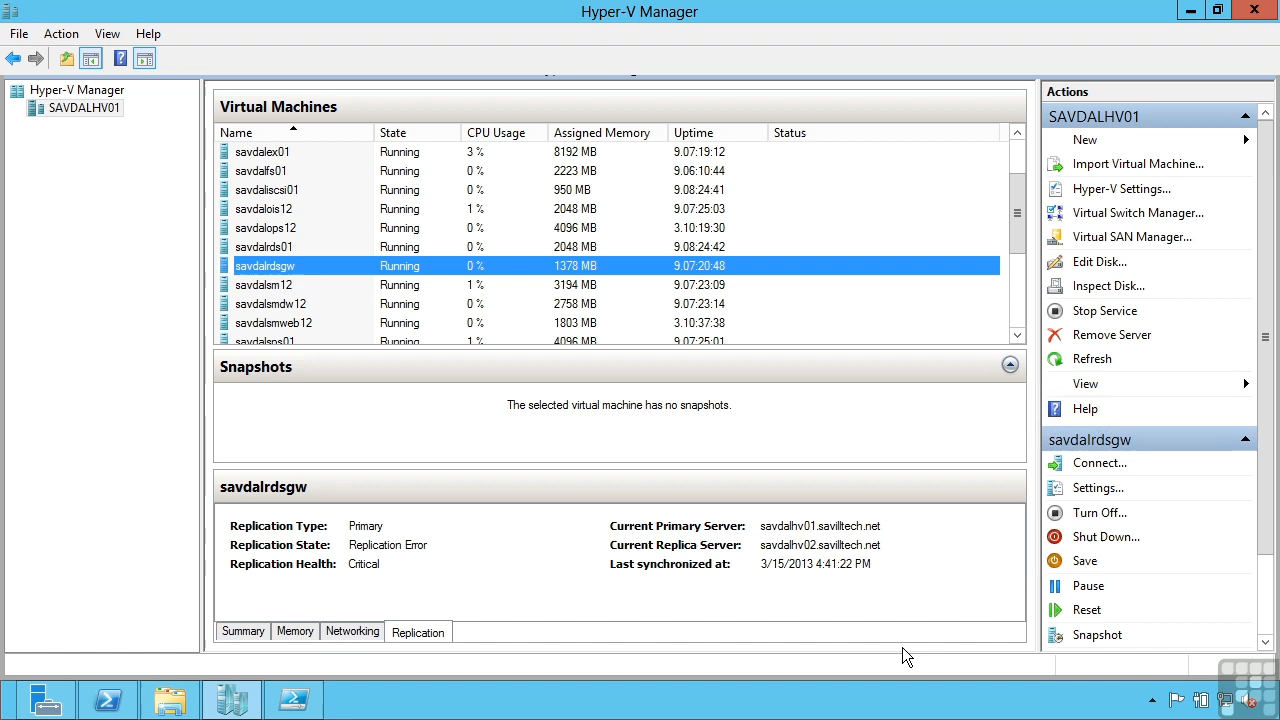 Hyper-V Manager
File Action View Help
Hyper-V Manager
SAVDALHV01
Virtual Machines
Name State CPU Usage Assigned Memory Uptime Status
savdalex01 Running 3 % 8192 MB 9.07:19:12
savdalfs01 Running 0 % 2223 MB 9.06:10:44
savdaliscsi01 Running 0 % 950 MB 9.08:24:41
savdalois12 Running 1 % 2048 MB 9.07:25:03
savdalops12 Running 0 % 4096 MB 3.10:19:30
savdalrds01 Running 0 % 2048 MB 9.08:24:42
savdalrdsgw Running 0 % 1378 MB 9.07:20:48
savdalsm12 Running 1 % 3194 MB 9.07:23:09
savdalsmdw12 Running 0 % 2758 MB 9.07:23:14
savdalsmweb12 Running 0 % 1803 MB 3.10:37:38
savdalsps01 Running 1 % 4096 MB 9.07:25:01
Snapshots
The selected virtual machine has no snapshots.
savdalrdsgw
Replication Type: Primary
Replication State: Replication Error
Replication Health: Critical
Current Primary Server: savdalhv01.savilltech.net
Current Replica Server: savdalhv02.savilltech.net
Last synchronized at: 3/15/2013 4:41:22 PM
Summary Memory Networking Replication
Actions
SAVDALHV01
New
Import Virtual Machine...
Hyper-V Settings...
Virtual Switch Manager...
Virtual SAN Manager...
Edit Disk...
Inspect Disk...
Stop Service
Remove Server
Refresh
View
Help
savdalrdsgw
Connect...
Settings...
Turn Off...
Shut Down...
Save
Pause
Reset
Snapshot